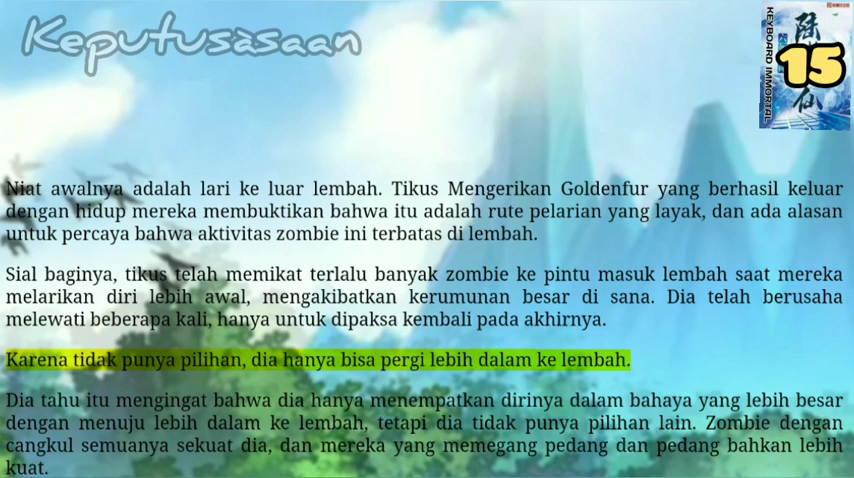 Keputusàsaan
KEYBOARD IMMORTAL
15
Niat awalnya adalah lari ke luar lembah. Tikus Mengerikan Goldenfur yang berhasil keluar
dengan hidup mereka membuktikan bahwa itu adalah rute pelarian yang layak, dan ada alasan
untuk percaya bahwa aktivitas zombie ini terbatas di lembah.
Sial baginya, tikus telah memikat terlalu banyak zombie ke pintu masuk lembah saat mereka
melarikan diri lebih awal, mengakibatkan kerumunan besar di sana. Dia telah berusaha
melewati beberapa kali, hanya untuk dipaksa kembali pada akhirnya.
Karena tidak punya pilihan, dia hanya bisa pergi lebih dalam ke lembah.
Dia tahu itu mengingat bahwa dia hanya menempatkan dirinya dalam bahaya yang lebih besar
dengan menuju lebih dalam ke lembah, tetapi dia tidak punya pilihan lain. Zombie dengan
cangkul semuanya sekuat dia, dan mereka yang memegang pedang dan pedang bahkan lebih
kuat.